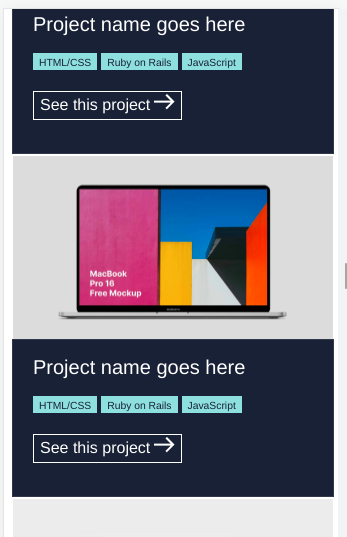 Project name goes here
HTML/CSS Ruby on Rails JavaScript
See this project →
MacBook
Pro 16
Free Mockup
Project name goes here
HTML/CSS Ruby on Rails JavaScript
See this project →